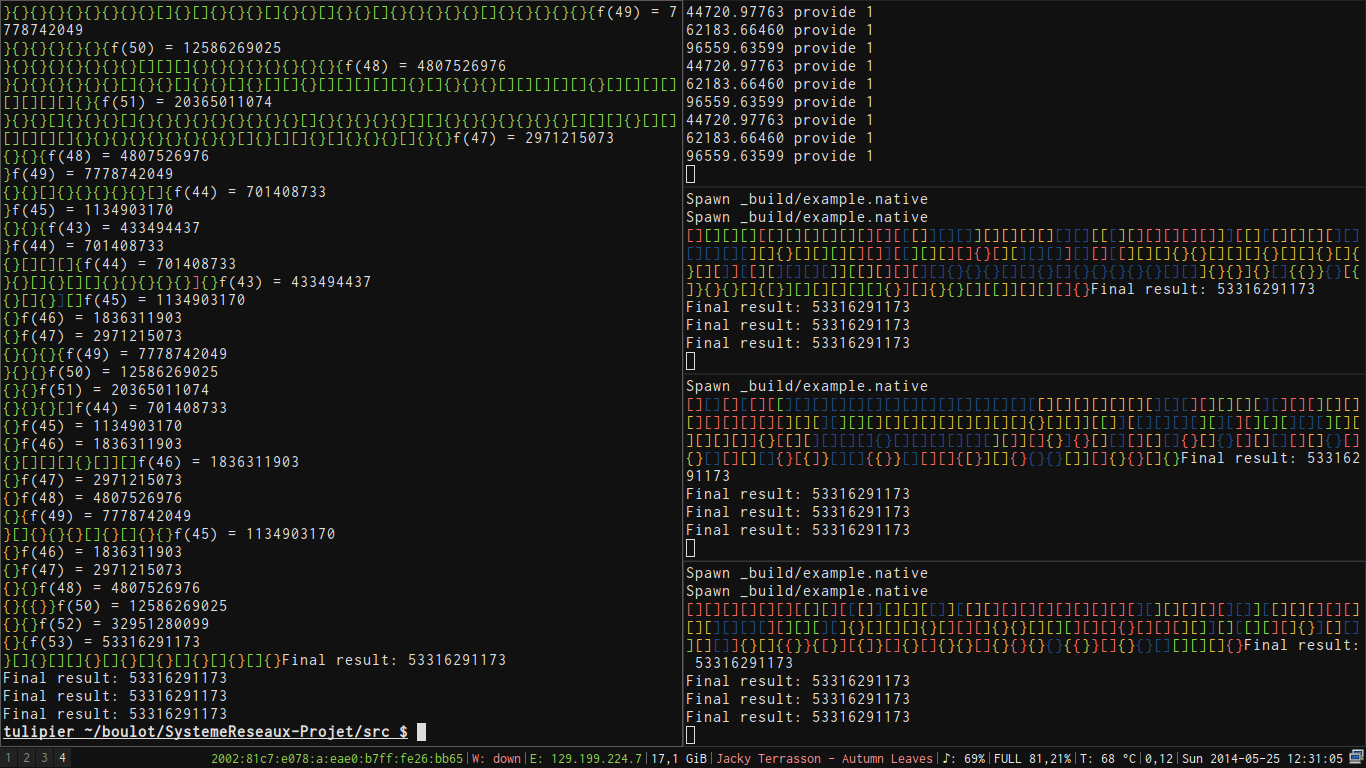 }{}{}{}{}{}{}{}{}[]{}[]{}{}{}[]{}{}[]{}{}[]{}{}{}{}{}[]{}{}{}{}{}{f(49) = 7
778742049
}{}{}{}{}{}{f(50) = 12586269025
}{}{}{}{}{}{}{}[][][]{}{}{}{}{}{}{}{f(48) = 4807526976
[][][][]{}{f(51) = 20365011074
[][][][]{}{}{}{}{}{}{}{}{}[]{}[][]{}[]{}{}{}[]{}{}f(47) = 2971215073
{}{}{f(48) = 4807526976
}f(49) = 7778742049
{}{}[]{}{}{}{}{}[]{f(44) = 701408733
}f(45) = 1134903170
{}{}{f(43) = 433494437
}f(44) = 701408733
{}[][][]{f(44) = 701408733
}{}[]{}[][]{}{}{}{}{}]{}f(43) = 433494437
{}[]{}][]f(45) = 1134903170
{}f(46) = 1836311903
{}f(47) = 2971215073
{}{}{}{f(49) = 7778742049
}{}{}f(50) = 12586269025
{}{}f(51) = 20365011074
{}{}{}[]f(44) = 701408733
{}f(45) = 1134903170
{}f(46) = 1836311903
{}[][][]{}[]][]f(46) = 1836311903
{}f(47) = 2971215073
{}f(48) = 4807526976
{}{f(49) = 7778742049
}[]{}{}{}[]{}[]{}{}f(45) = 1134903170
{}f(46) = 1836311903
{}f(47) = 2971215073
{}{}f(48) = 4807526976
{}{{}}f(50) = 12586269025
{}{}f(52) = 32951280099
{}{f(53) = 53316291173
}[]{}[][]{}[]{}[]{}[]{}[]{}[]{}Final result: 53316291173
Final result: 53316291173
Final result: 53316291173
Final result: 53316291173
tulipier ~/boulot/SystemeReseaux-Projet/src $
44720.97763 provide 1
62183.66460 provide 1
96559.63599 provide 1
44720.97763 provide 1
62183.66460 provide 1
96559.63599 provide 1
44720.97763 provide 1
62183.66460 provide 1
96559.63599 provide 1
Spawn _build/example.native
Spawn _build/example.native
Final result: 53316291173
Final result: 53316291173
Final result: 53316291173
Final result: 53316291173
Spawn _build/example.native
Final result: 533162
91173
Final result: 53316291173
Final result: 53316291173
Final result: 53316291173
Spawn _build/example.native
Spawn _build/example.native
Final result:
53316291173
Final result: 53316291173
Final result: 53316291173
Final result: 53316291173
1 2 3 4 2002:81c7:e078:a:eae0:b7ff:fe26:bb65|W: down|E: 129.199.224.7|17,1 GiB|Jacky Terrasson - Autumn Leaves|♪: 69%|FULL 81,21%|T: 68 °C|0,12|Sun 2014-05-25 12:31:05